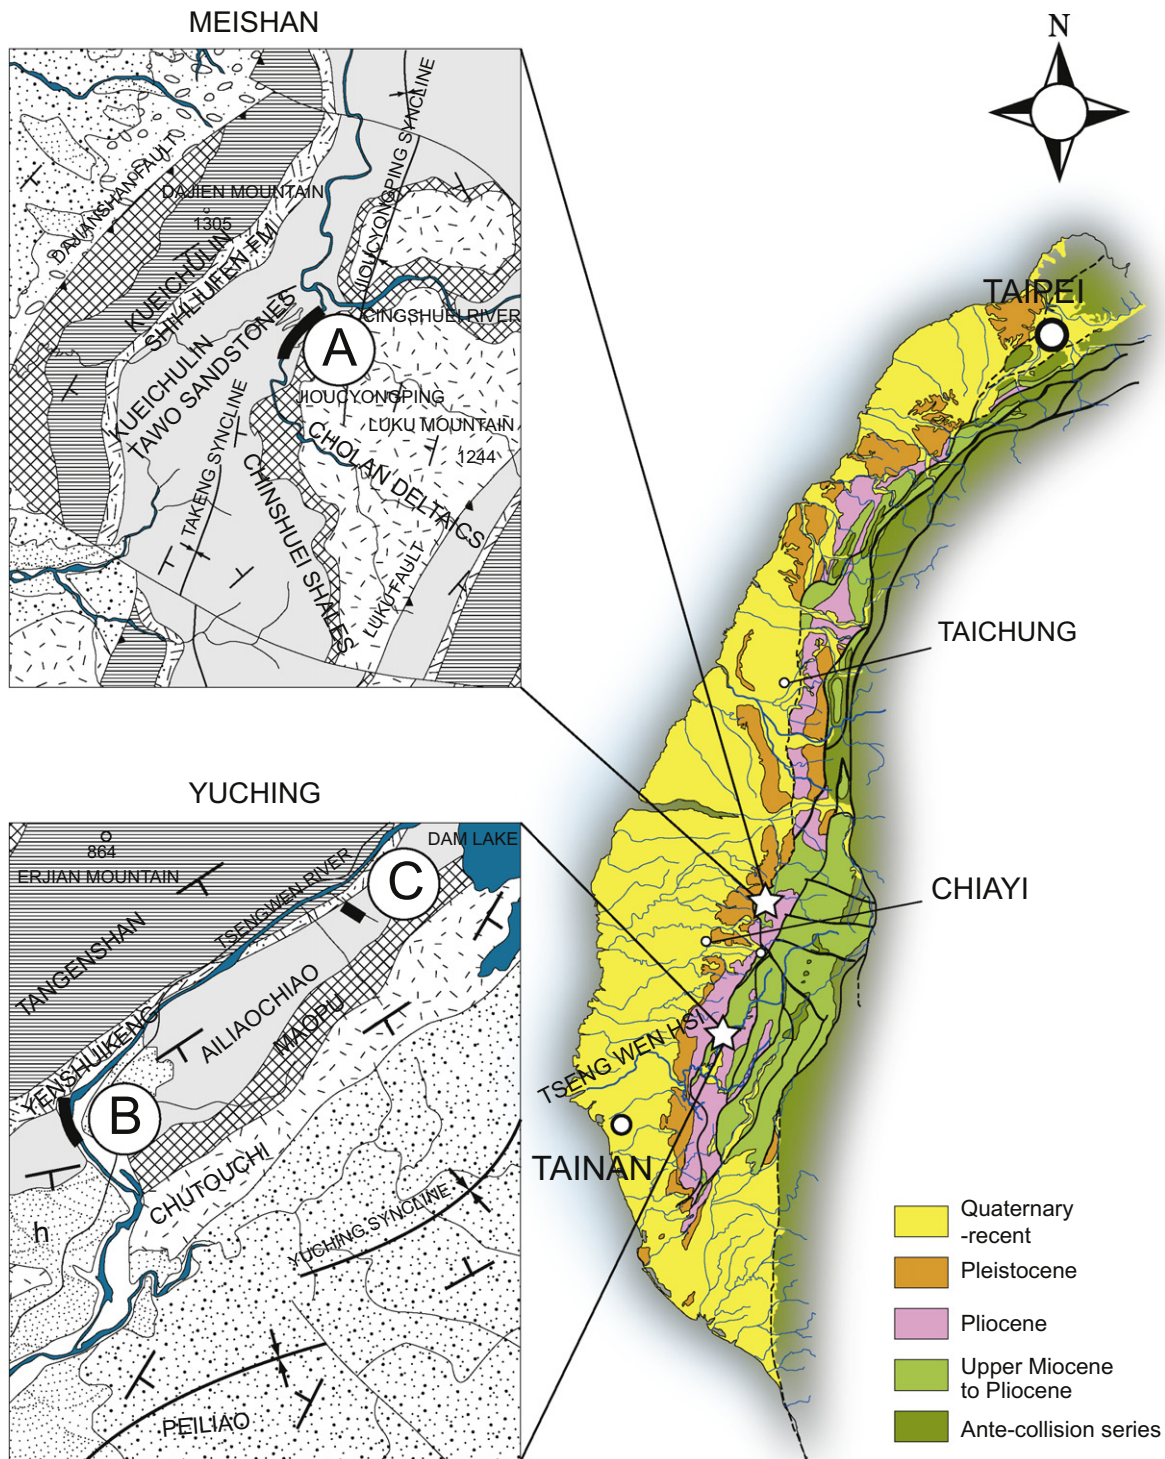 MEISHAN
JIOUCYONGPING SYNCLINE
DAJIANSHAN FAULT
DAJIEN MOUNTAIN
1305
KUEICHULIN
SHIHLIUFEN FM
KUEICHULIN
TAWO SANDSTONES
CINGSHUEI RIVER
A
JIOUCYONGPING
LUKU MOUNTAIN
1244
CHOLAN DELTAICS
CHINSHUEI SHALES
TAKENG SYNCLINE
LUKU FAULT
YUCHING
864
ERJIAN MOUNTAIN
DAM LAKE
C
TSENGWEN RIVER
TANGENSHAN
AILIAOCHIAO
MAOPU
YENSHUIKENG
B
CHUTOUCHI
h
YUCHING SYNCLINE
PEILIAO
N
TAIPEI
TAICHUNG
CHIAYI
TSENG WEN HSI
TAINAN
Quaternary
-recent
Pleistocene
Pliocene
Upper Miocene
to Pliocene
Ante-collision series